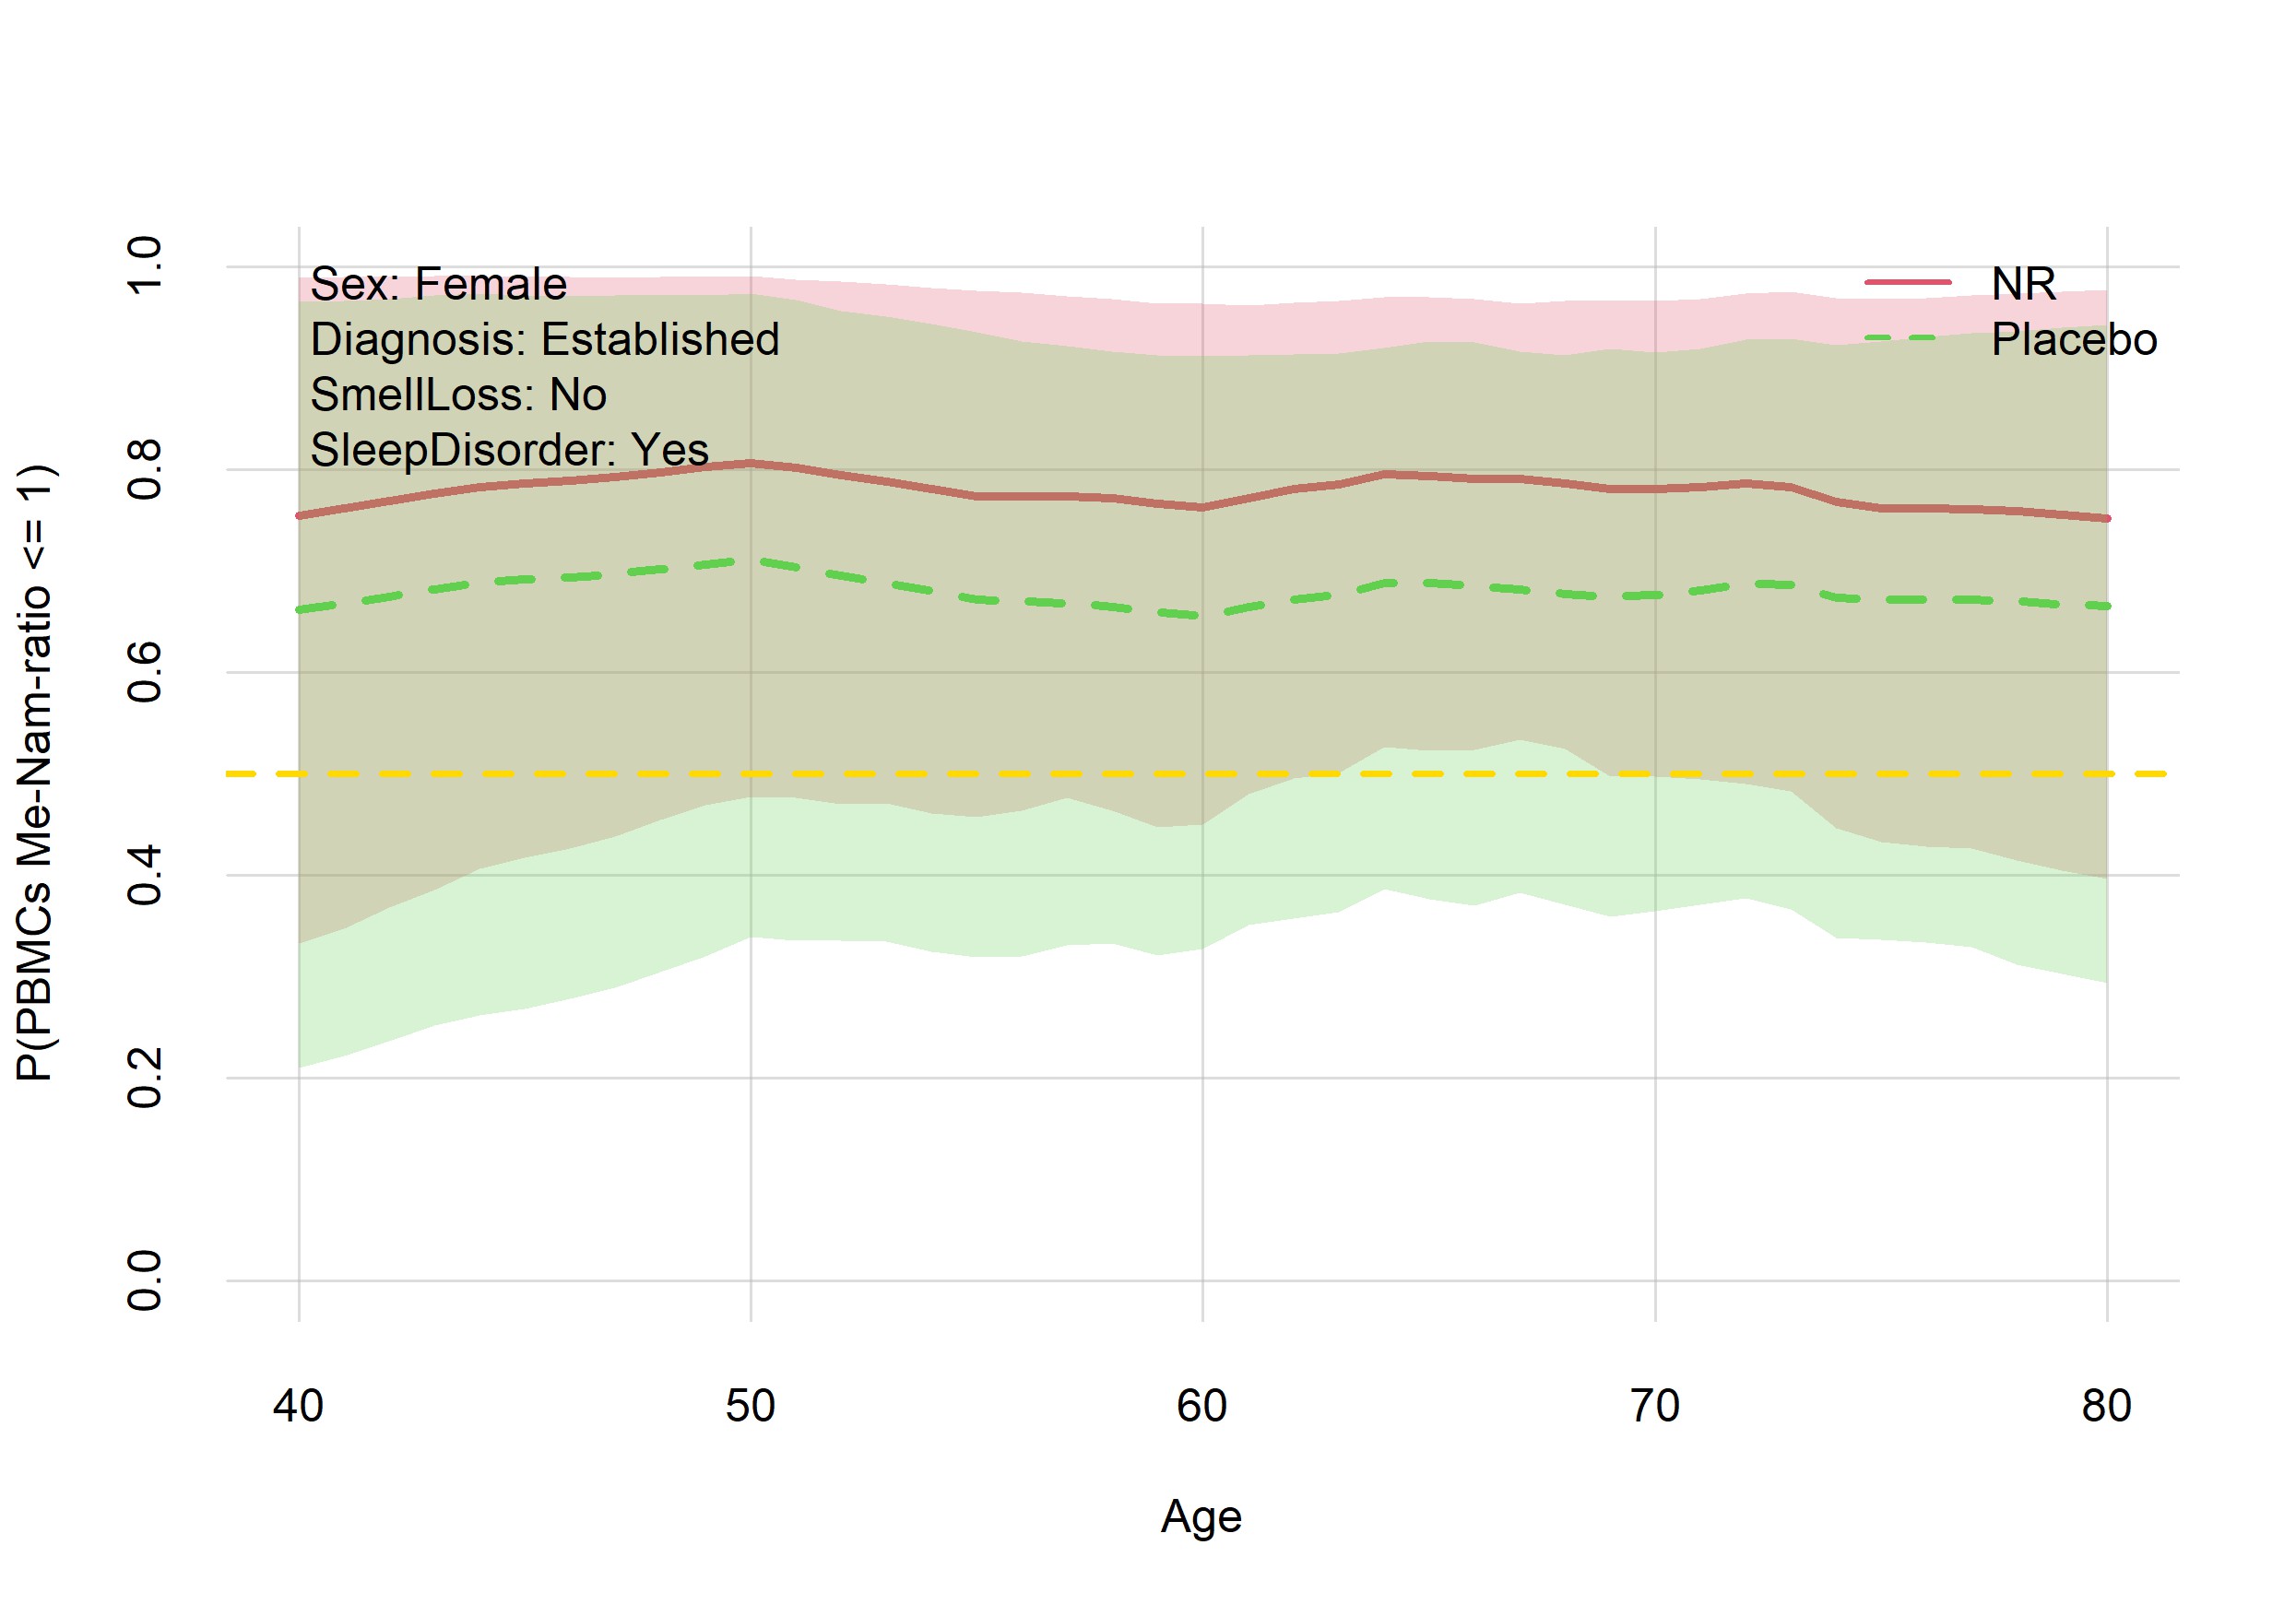 Sex: Female
Diagnosis: Established
SmellLoss: No
SleepDisorder: Yes
NR
Placebo
P(PBMCs Me-Nam-ratio <= 1)
1.0
0.8
0.6
0.4
0.2
0.0
40 50 60 70 80
Age